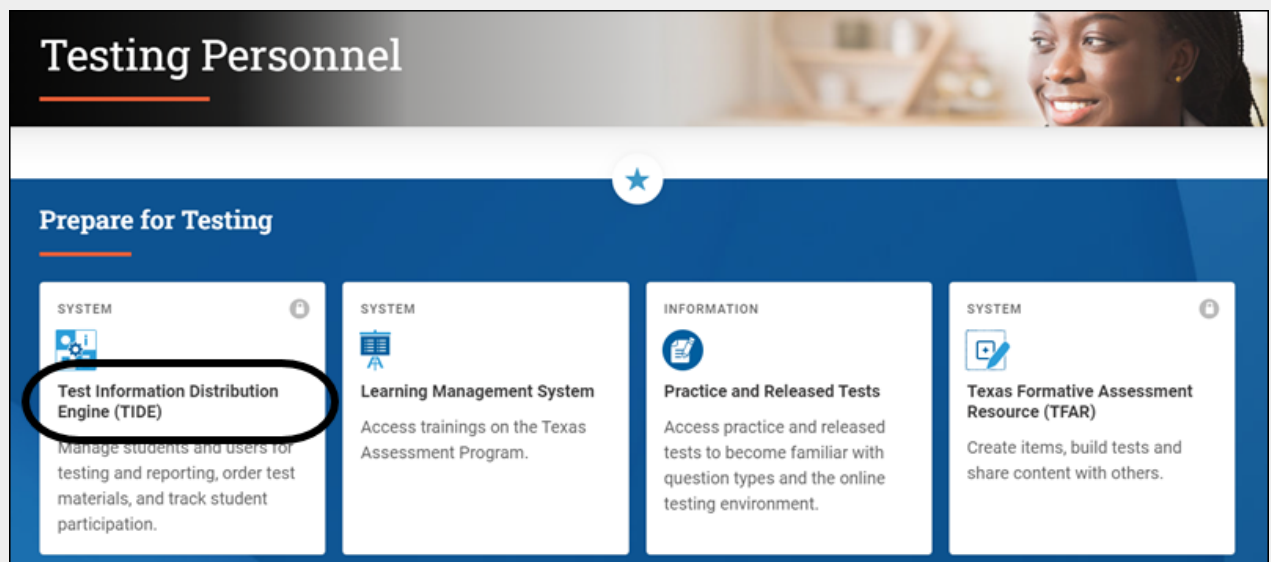 Testing Personnel
Prepare for Testing
SYSTEM
Test Information Distribution
Engine (TIDE)
Manage students and users for
testing and reporting, order test
materials, and track student
participation.
SYSTEM
Learning Management System
Access trainings on the Texas
Assessment Program.
INFORMATION
Practice and Released Tests
Access practice and released
tests to become familiar with
question types and the online
testing environment.
SYSTEM
Texas Formative Assessment
Resource (TFAR)
Create items, build tests and
share content with others.